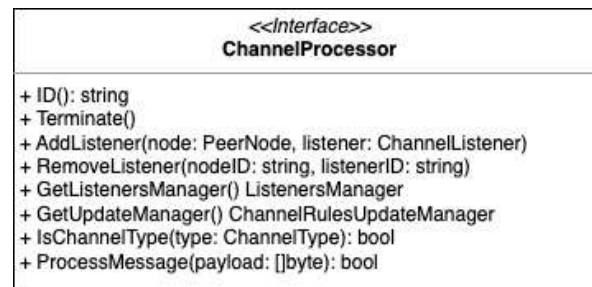 <<Interface>>
ChannelProcessor
+ ID(): string
+ Terminate()
+ AddListener(node: PeerNode, listener: ChannelListener)
+ RemoveListener(nodeID: string, listenerID: string)
+ GetListenersManager() ListenersManager
+ GetUpdateManager() ChannelRulesUpdateManager
+ IsChannelType(type: ChannelType): bool
+ ProcessMessage(payload: []byte): bool